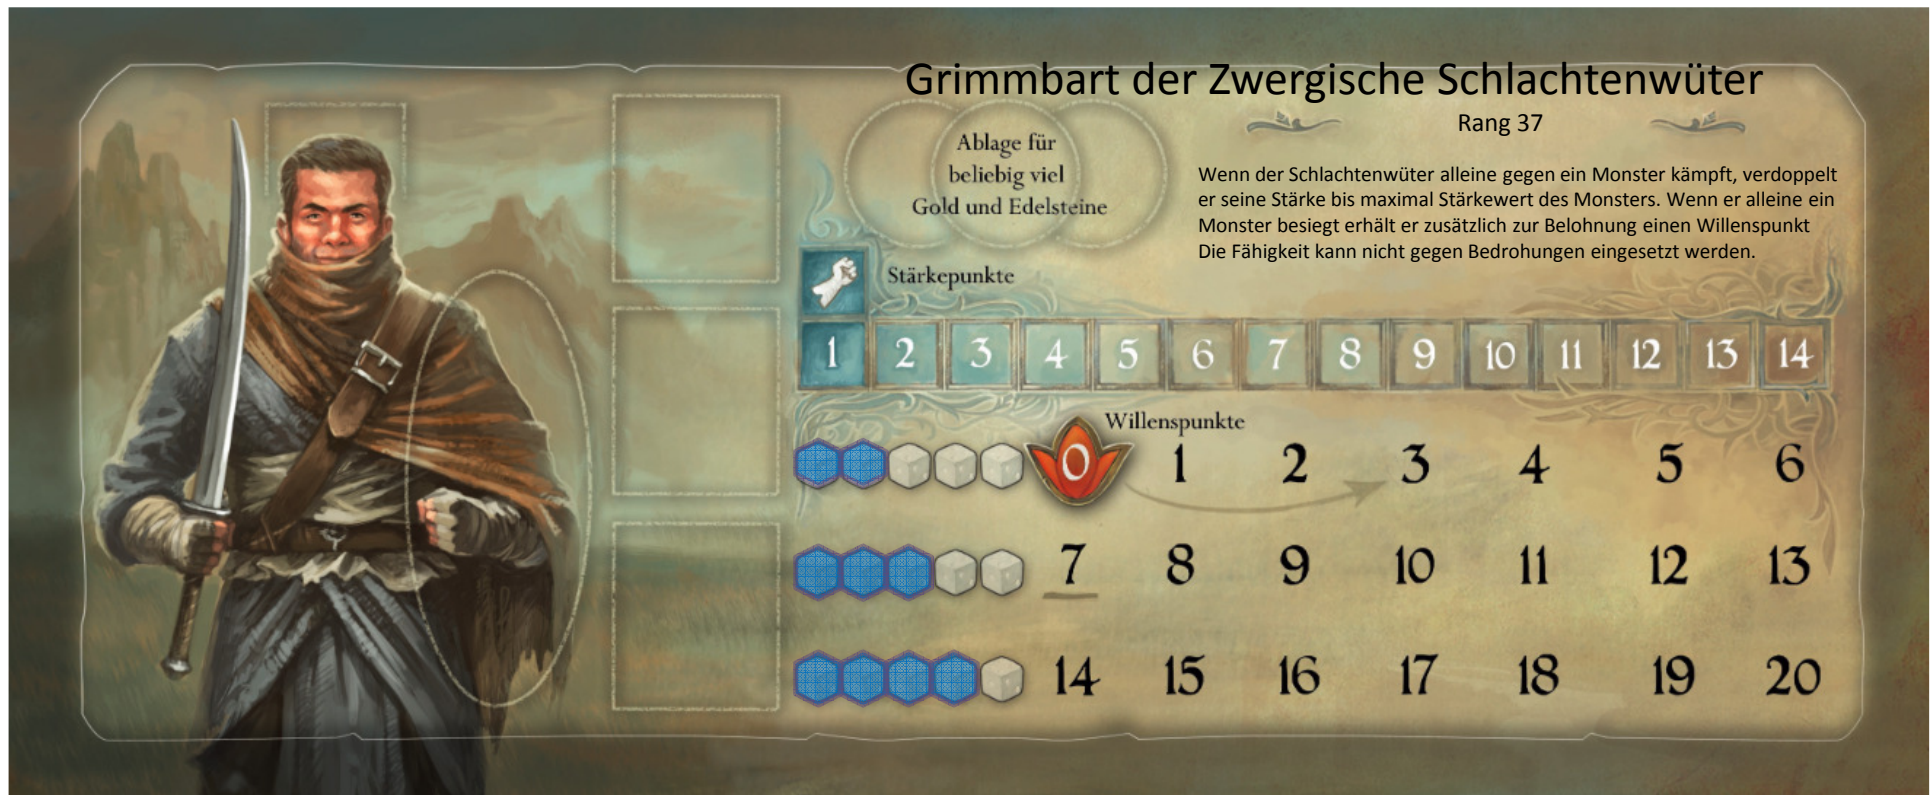 Grimmbart der Zwergische Schlachtenwüter
Rang 37
Ablage für
beliebig viel
Gold und Edelsteine
Wenn der Schlachtenwüter alleine gegen ein Monster kämpft, verdoppelt
er seine Stärke bis maximal Stärkewert des Monsters. Wenn er alleine ein
Monster besiegt erhält er zusätzlich zur Belohnung einen Willenspunkt
Die Fähigkeit kann nicht gegen Bedrohungen eingesetzt werden.
Stärkepunkte
1 2 3 4 5 6 7 8 9 10 11 12 13 14
Willenspunkte
0 1 2 3 4 5 6
7 8 9 10 11 12 13
14 15 16 17 18 19 20